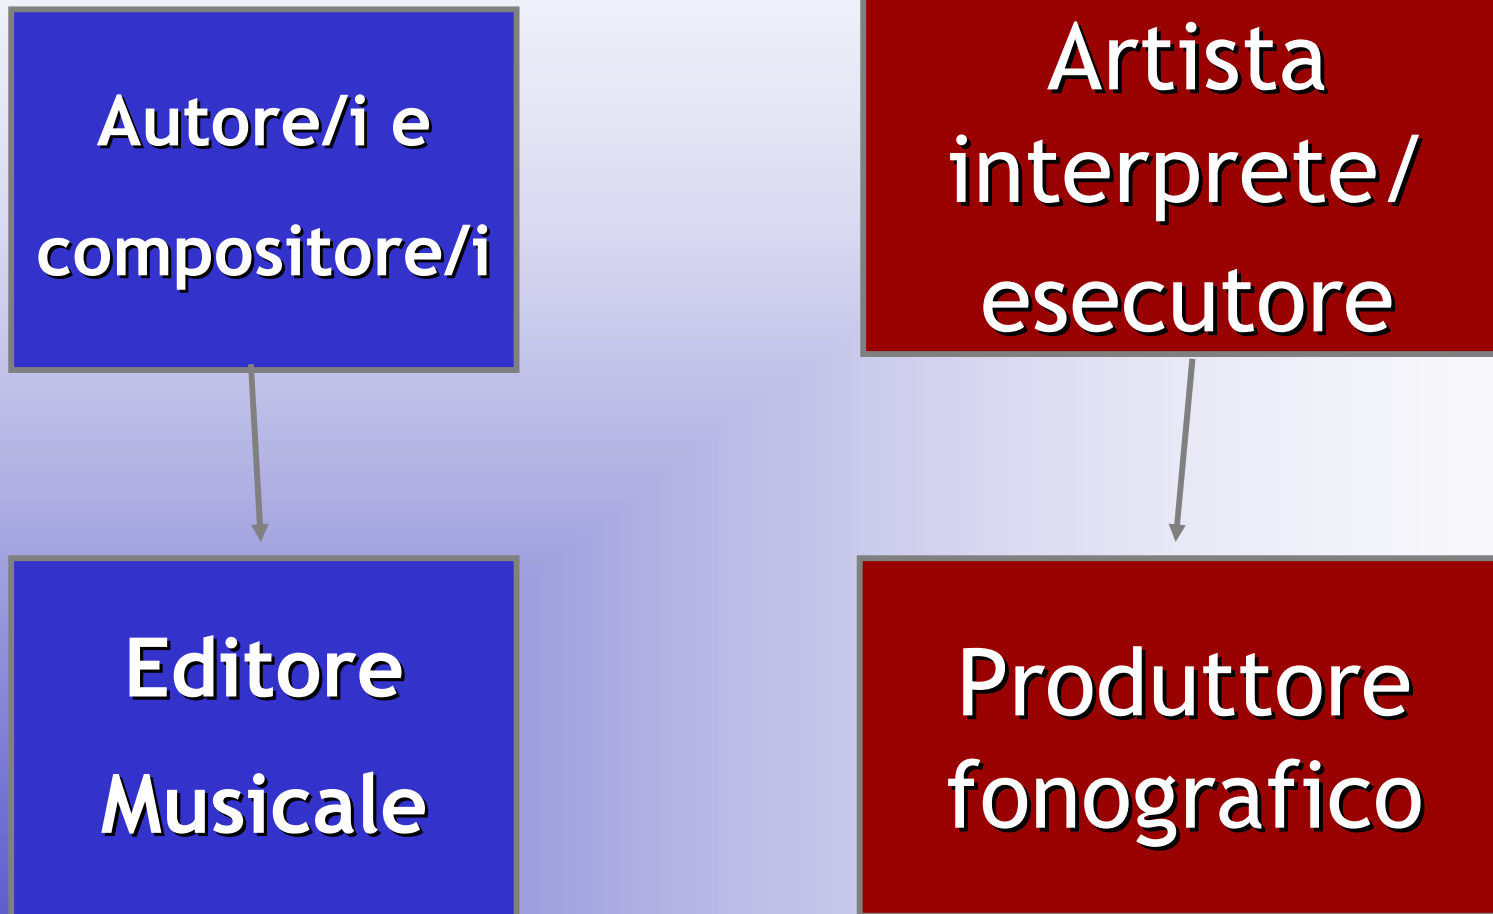 Autore/i e
compositore/i
Artista
interprete/
esecutore
Editore
Musicale
Produttore
fonografico